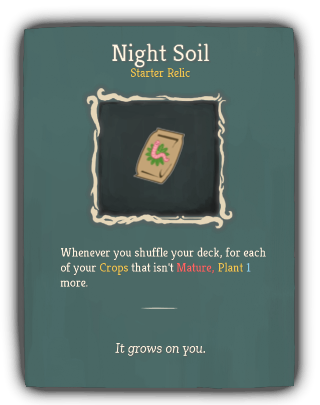 Night Soil
Starter Relic
Whenever you shuffle your deck, for each
of your Crops that isn't Mature, Plant 1
more.
It grows on you.